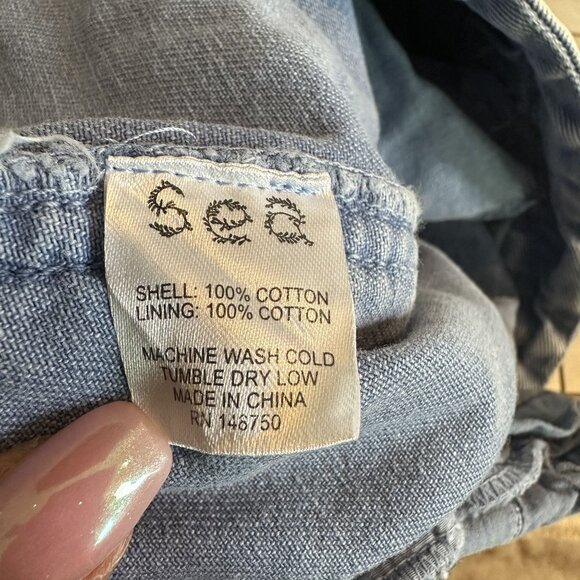 Sea
SHELL: 100% COTTON
LINING: 100% COTTON
MACHINE WASH COLD
TUMBLE DRY LOW
MADE IN CHINA
RN 146750